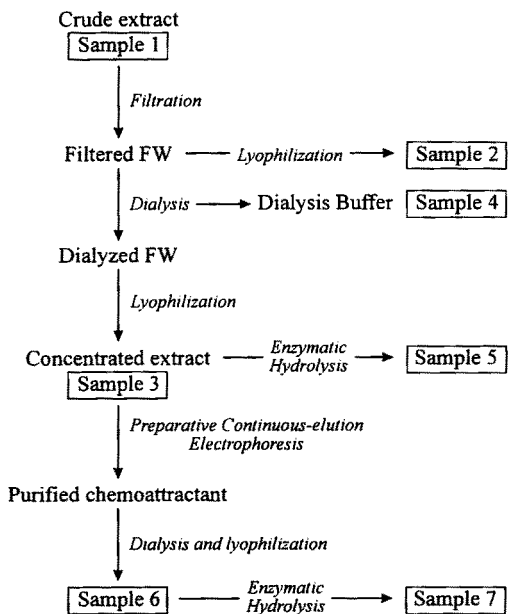 Crude extract
Sample 1
Filtration
Filtered FW
Lyophilization
Sample 2
Dialysis
Dialysis Buffer
Sample 4
Dialyzed FW
Lyophilization
Concentrated extract
Sample 3
Enzymatic
Hydrolysis
Sample 5
Preparative Continuous-elution
Electrophoresis
Purified chemoattractant
Dialysis and lyophilization
Sample 6
Enzymatic
Hydrolysis
Sample 7